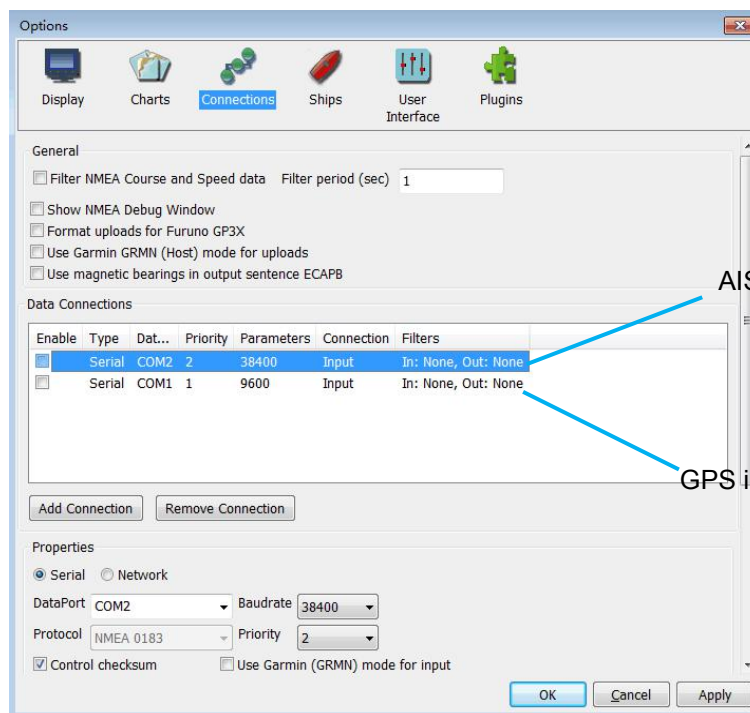 Options
Display Charts Connections Ships User Interface Plugins
General
Filter NMEA Course and Speed data Filter period (sec) 1
Show NMEA Debug Window
Format uploads for Furuno GP3X
Use Garmin GRMN (Host) mode for uploads
Use magnetic bearings in output sentence ECAPB
AIS
Data Connections
Enable Type Dat... Priority Parameters Connection Filters
Serial COM2 2 38400 Input In: None, Out: None
Serial COM1 1 9600 Input In: None, Out: None
GPS i
Add Connection Remove Connection
Properties
Serial Network
DataPort COM2 Baudrate 38400
Protocol NMEA 0183 Priority 2
Control checksum Use Garmin (GRMN) mode for input
OK Cancel Apply